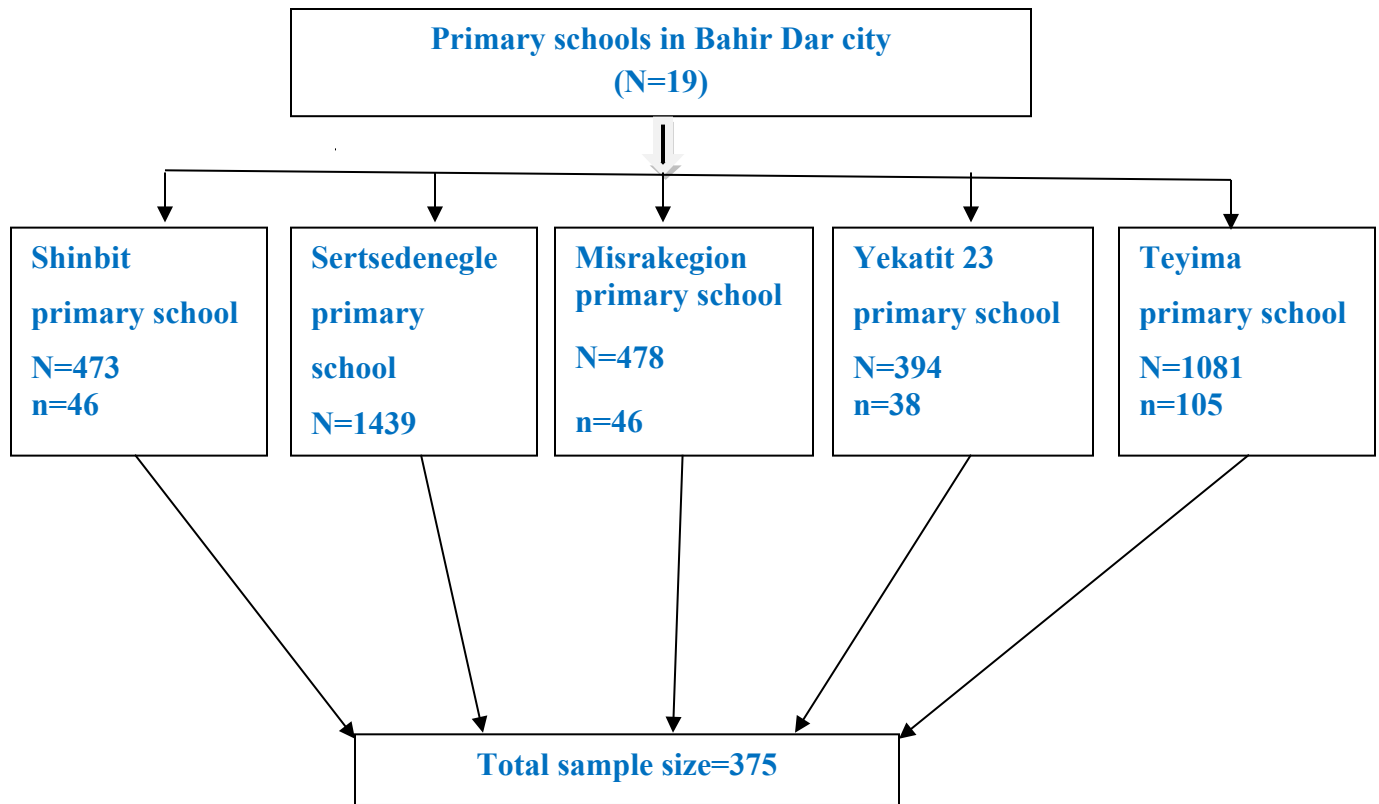 Primary schools in Bahir Dar city
(N=19)
Shinbit
primary school
N=473
n=46
Sertsedenegle
primary
school
N=1439
Misrakegion
primary school
N=478
n=46
Yekatit 23
primary school
N=394
n=38
Teyima
primary school
N=1081
n=105
Total sample size=375